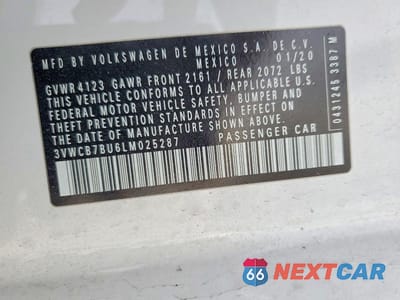 MFD BY VOLKSWAGEN DE MEXICO S.A. DE C.V.
MEXICO 01/20
GVWR 4123 GAWR FRONT 2161 / REAR 2072 LBS
THIS VEHICLE CONFORMS TO ALL APPLICABLE U.S.
FEDERAL MOTOR VEHICLE SAFETY, BUMPER AND
THEFT PREVENTION STANDARDS IN EFFECT ON
THE DATE OF MANUFACTURE SHOWN ABOVE.
3VWCB7BU6LM025287 PASSENGER CAR
0431245 3387 M
66 NEXTCAR